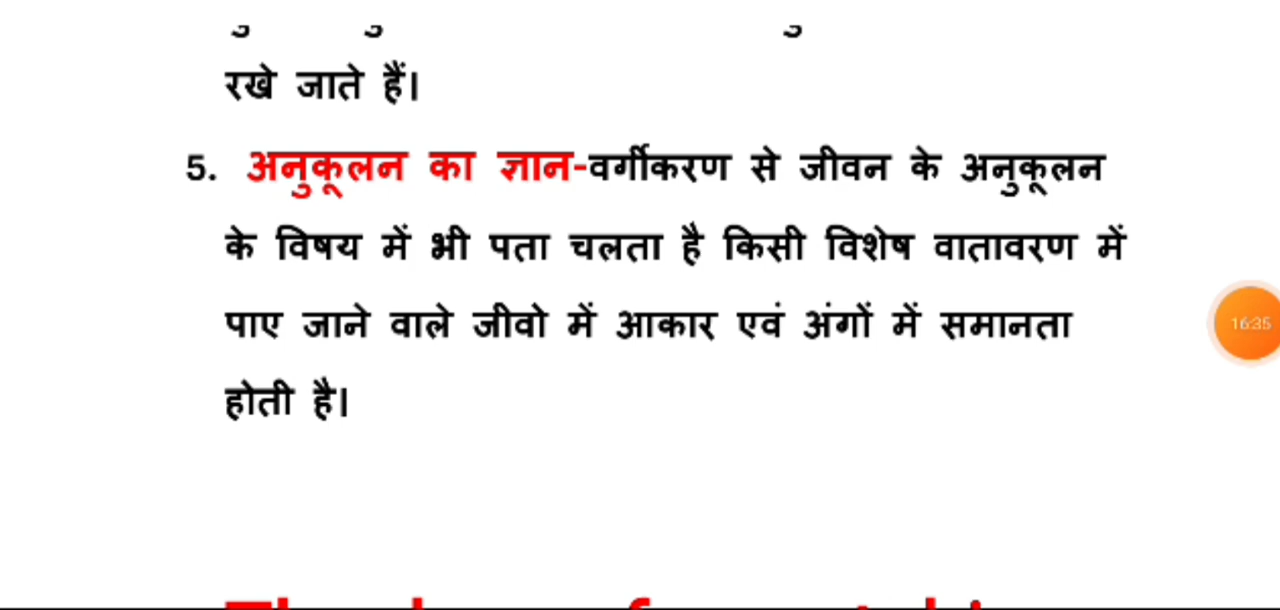 रखे जाते हैं।
5. अनुकूलन का ज्ञान-वर्गीकरण से जीवन के अनुकूलन
के विषय में भी पता चलता है किसी विशेष वातावरण में
पाए जाने वाले जीवो में आकार एवं अंगों में समानता
होती है।
16:35